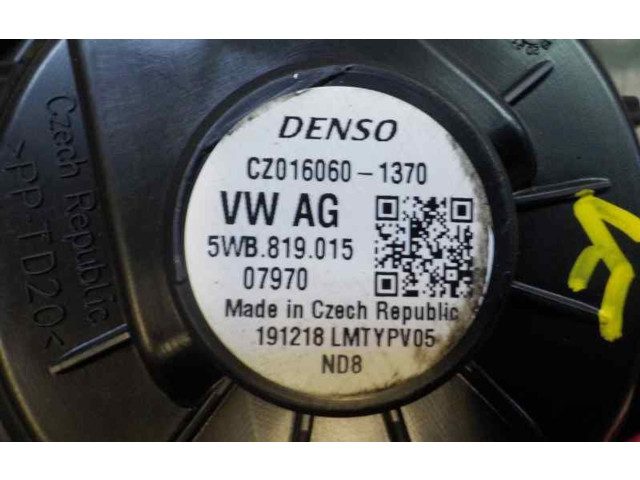 DENSO
CZ016060-1370
VW AG
5WB.819.015
07970
Made in Czech Republic
191218 LMTYPV05
ND8
Czech Republic
>PP-TD20<